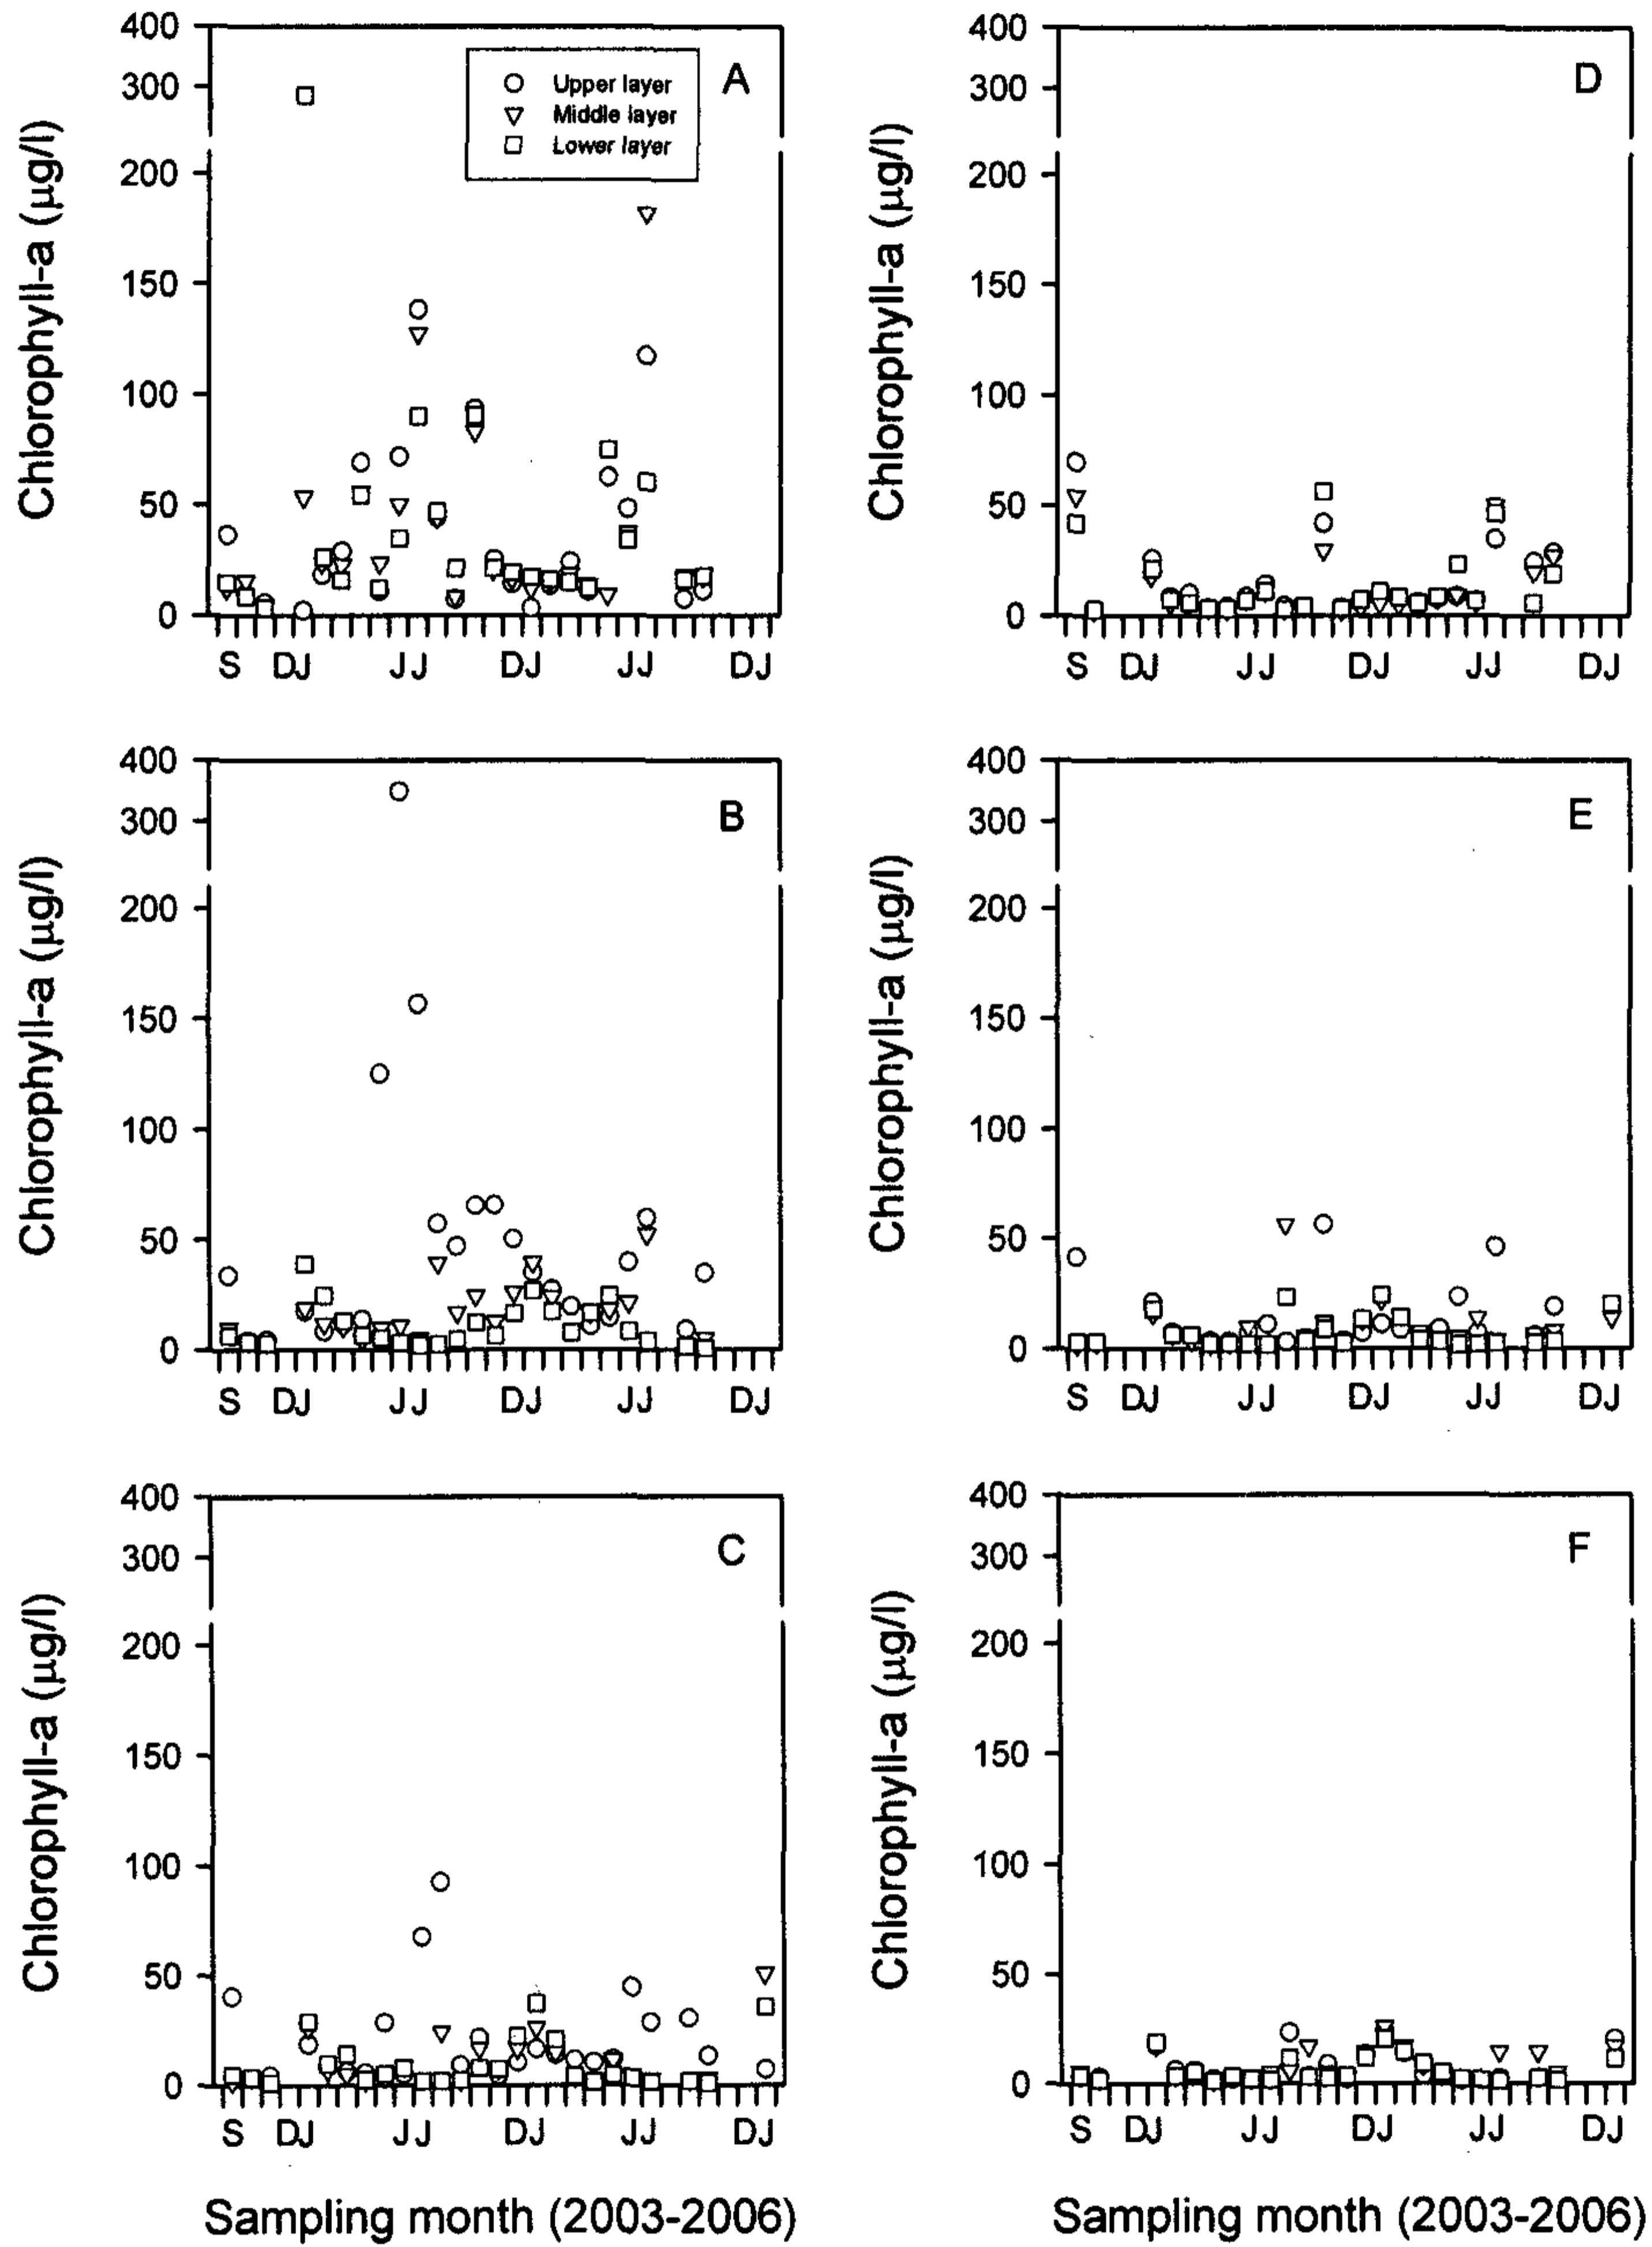 400
300
200
150
100
50
0
Chlorophyll-a (µg/l)
Upper layer
Middle layer
Lower layer
A
S DJ JJ DJ JJ DJ
400
300
200
150
100
50
0
Chlorophyll-a (µg/l)
D
S DJ JJ DJ JJ DJ
400
300
200
150
100
50
0
Chlorophyll-a (µg/l)
B
S DJ JJ DJ JJ DJ
400
300
200
150
100
50
0
Chlorophyll-a (µg/l)
E
S DJ JJ DJ JJ DJ
400
300
200
150
100
50
0
Chlorophyll-a (µg/l)
C
S DJ JJ DJ JJ DJ
Sampling month (2003-2006)
400
300
200
150
100
50
0
Chlorophyll-a (µg/l)
F
S DJ JJ DJ JJ DJ
Sampling month (2003-2006)